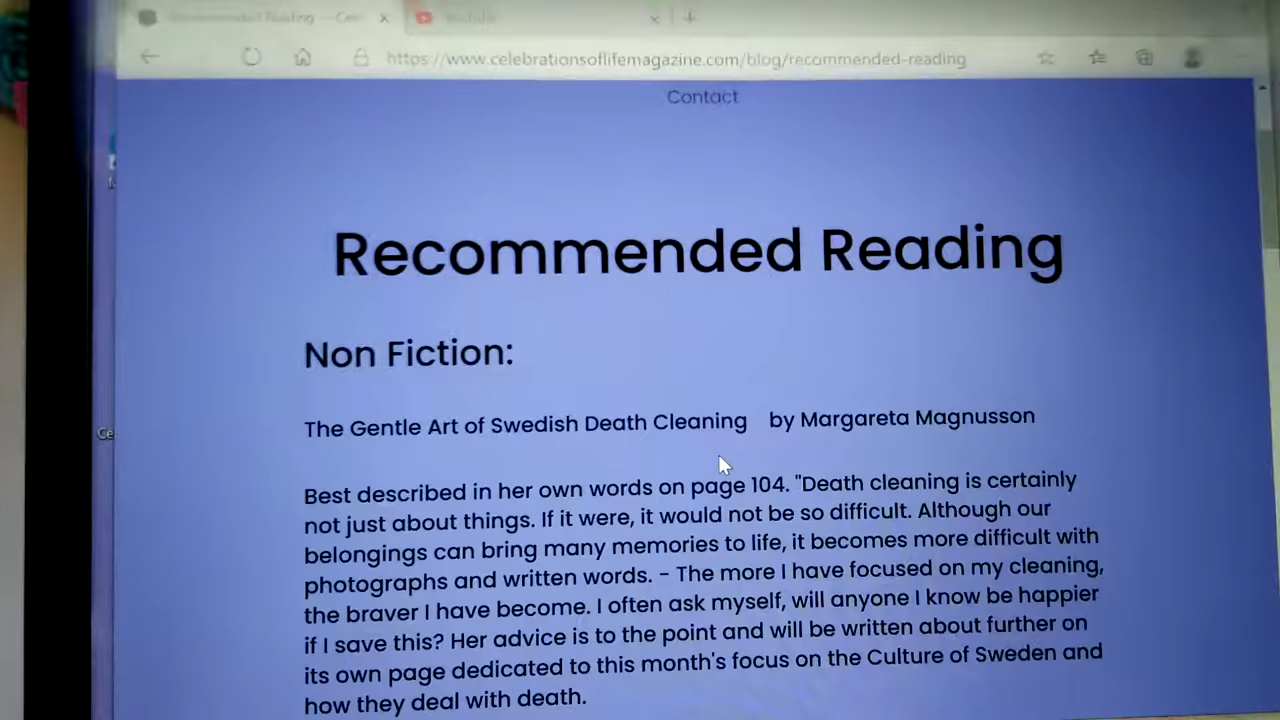 Recommended Reading
YouTube
https://www.celebrationsoflifemagazine.com/blog/recommended-reading
Contact
Recommended Reading
Non Fiction:
The Gentle Art of Swedish Death Cleaning by Margareta Magnusson
Best described in her own words on page 104. "Death cleaning is certainly
not just about things. If it were, it would not be so difficult. Although our
belongings can bring many memories to life, it becomes more difficult with
photographs and written words. - The more I have focused on my cleaning,
the braver I have become. I often ask myself, will anyone I know be happier
if I save this? Her advice is to the point and will be written about further on
its own page dedicated to this month's focus on the Culture of Sweden and
how they deal with death.
Ce